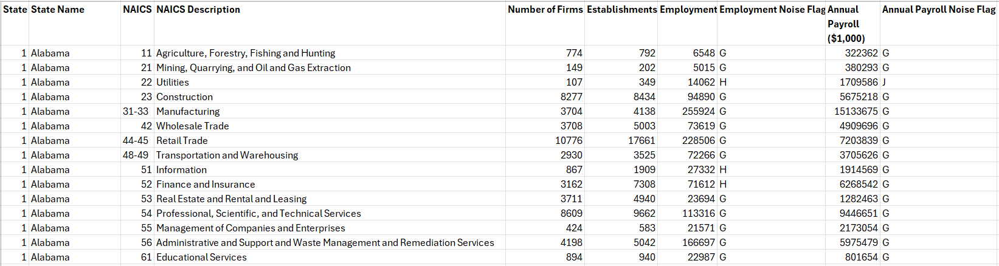 State State Name NAICS NAICS Description Number of Firms Establishments Employment Employment Noise Flag Annual Payroll ($1,000) Annual Payroll Noise Flag
1 Alabama 11 Agriculture, Forestry, Fishing and Hunting 774 792 6548 G 322362 G
1 Alabama 21 Mining, Quarrying, and Oil and Gas Extraction 149 202 5015 G 380293 G
1 Alabama 22 Utilities 107 349 14062 H 1709586 J
1 Alabama 23 Construction 8277 8434 94890 G 5675218 G
1 Alabama 31-33 Manufacturing 3704 4138 255924 G 15133675 G
1 Alabama 42 Wholesale Trade 3708 5003 73619 G 4909696 G
1 Alabama 44-45 Retail Trade 10776 17661 228506 G 7203839 G
1 Alabama 48-49 Transportation and Warehousing 2930 3525 72266 G 3705626 G
1 Alabama 51 Information 867 1909 27332 H 1914569 G
1 Alabama 52 Finance and Insurance 3162 7308 71612 H 6268542 G
1 Alabama 53 Real Estate and Rental and Leasing 3711 4940 23694 G 1282463 G
1 Alabama 54 Professional, Scientific, and Technical Services 8609 9662 113316 G 9446651 G
1 Alabama 55 Management of Companies and Enterprises 424 583 21571 G 2173054 G
1 Alabama 56 Administrative and Support and Waste Management and Remediation Services 4198 5042 166697 G 5975479 G
1 Alabama 61 Educational Services 894 940 22987 G 801654 G